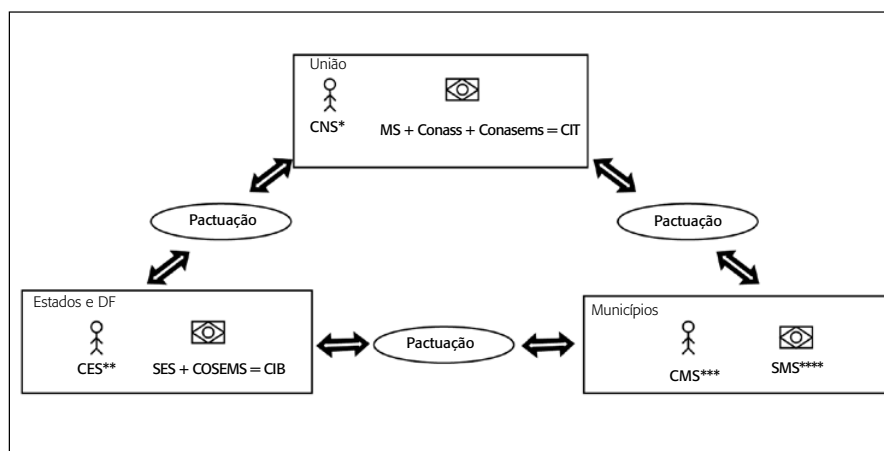 União
CNS*
MS + Conass + Conasems = CIT
Pactuação
Pactuação
Estados e DF
CES**
SES + COSEMS = CIB
Pactuação
Municípios
CMS***
SMS****